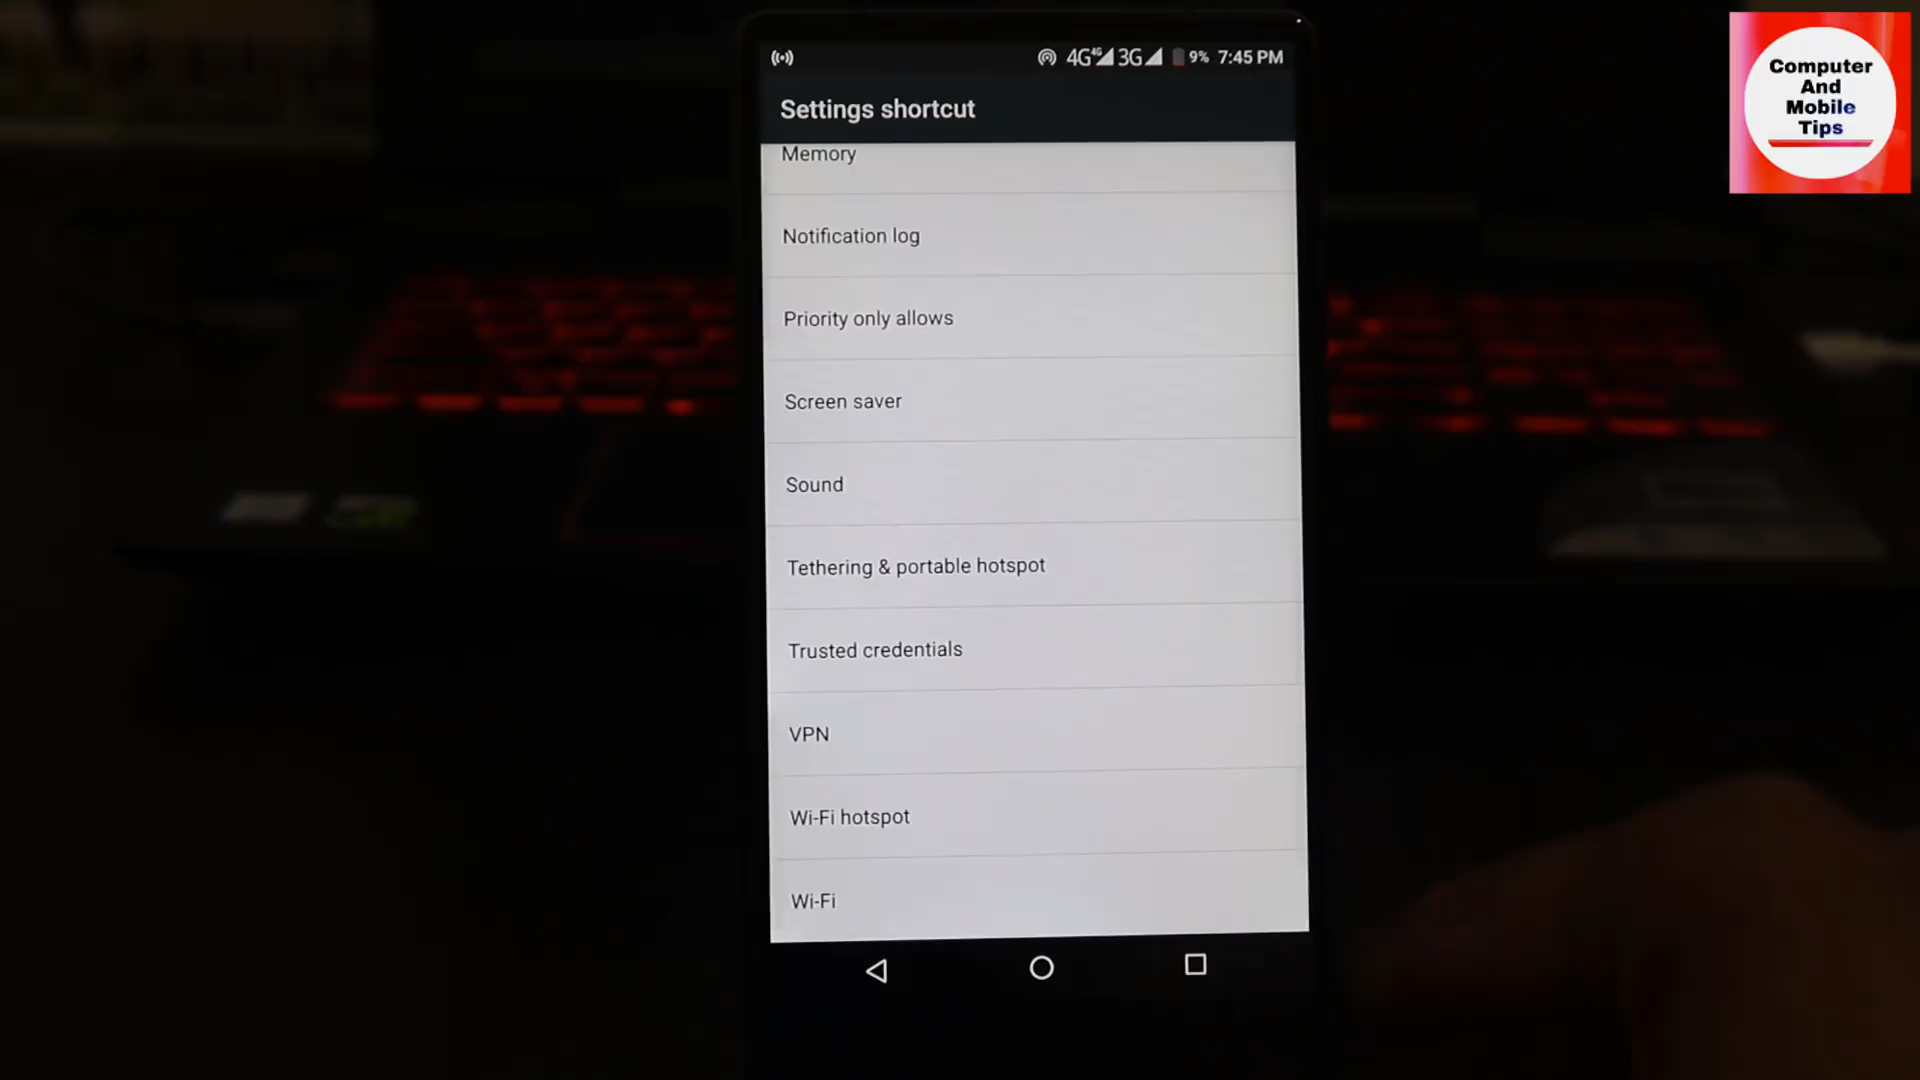 4G 4G 3G 9% 7:45 PM
Settings shortcut
Memory
Notification log
Priority only allows
Screen saver
Sound
Tethering & portable hotspot
Trusted credentials
VPN
Wi-Fi hotspot
Wi-Fi
Computer
And
Mobile
Tips